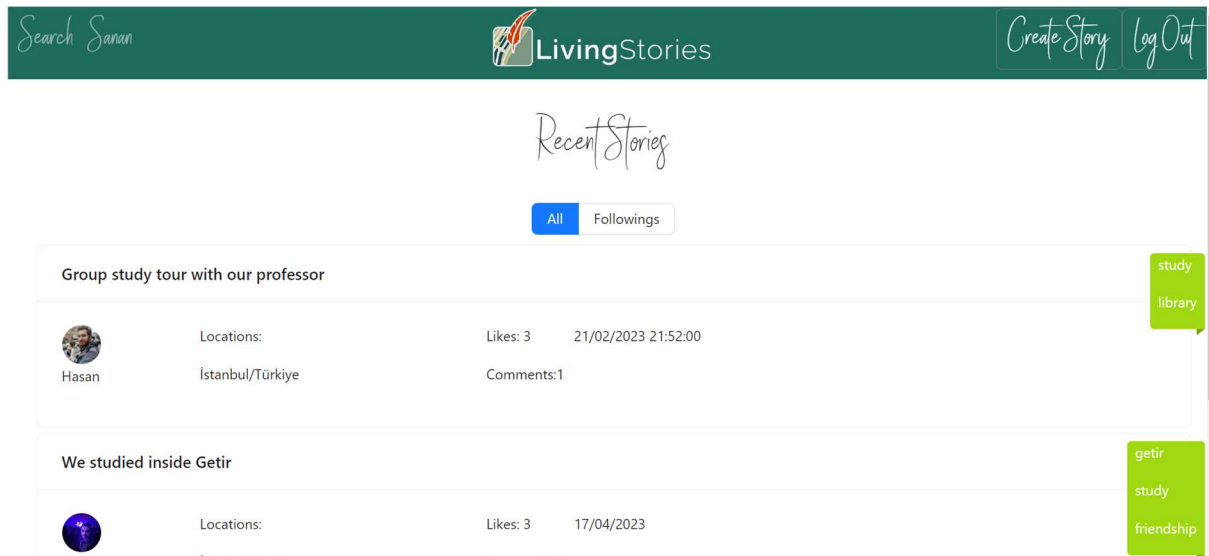 Search Sanan
LivingStories
Create Story
Log Out
Recent Stories
All
Followings
Group study tour with our professor
study
library
Hasan
Locations:
İstanbul/Türkiye
Likes: 3
21/02/2023 21:52:00
Comments:1
We studied inside Getir
getir
study
friendship
Locations:
Likes: 3
17/04/2023